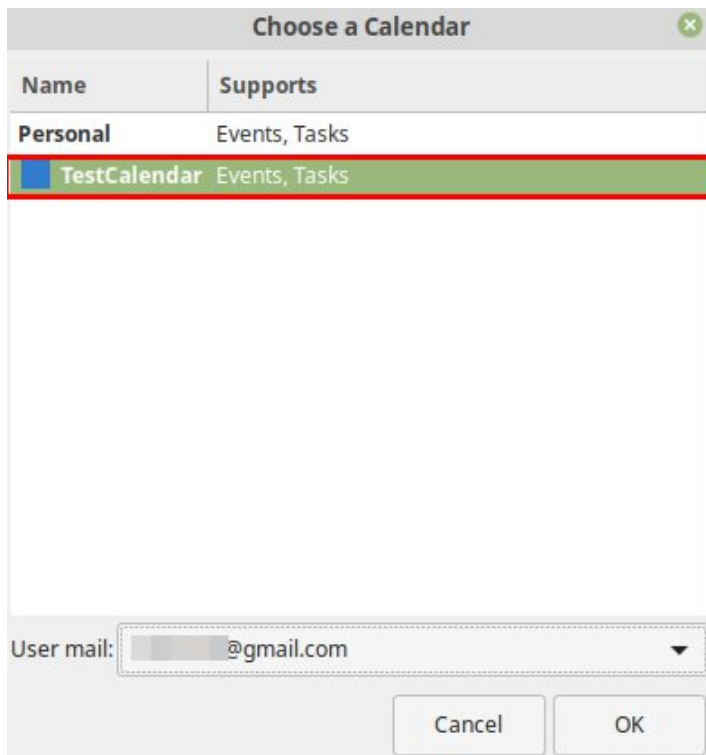 Choose a Calendar
Name Supports
Personal Events, Tasks
TestCalendar Events, Tasks
User mail: @gmail.com
Cancel OK